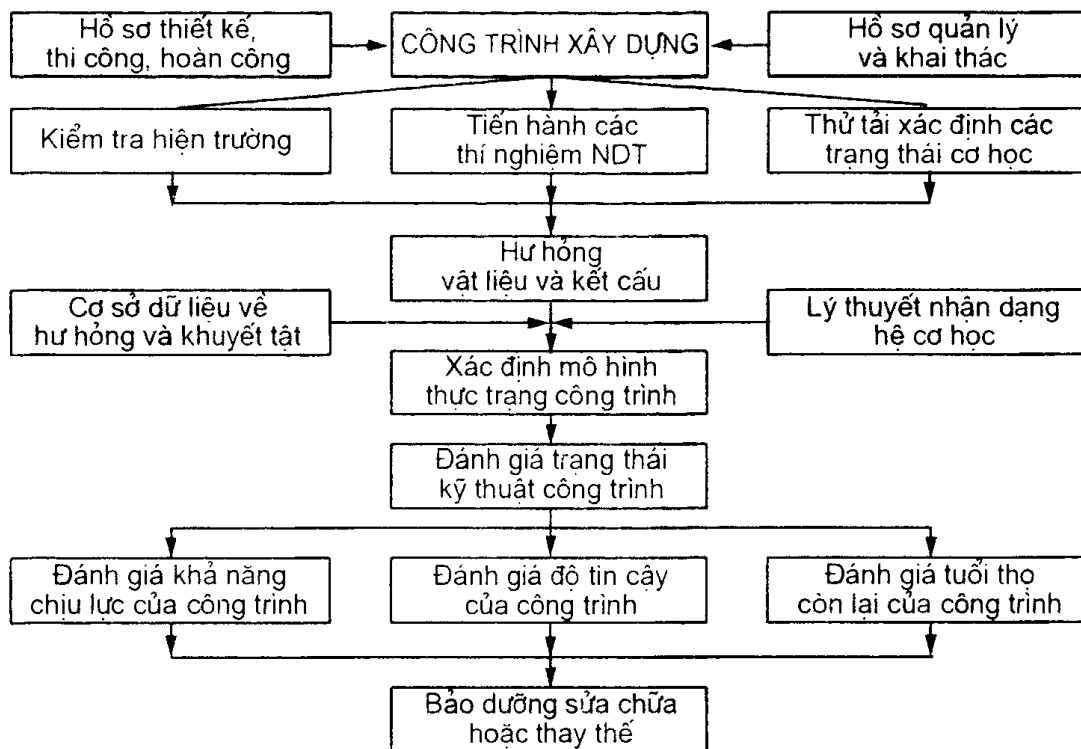 Hồ sơ thiết kế,
thi công, hoàn công
CÔNG TRÌNH XÂY DỰNG
Hồ sơ quản lý
và khai thác
Kiểm tra hiện trường
Tiến hành các
thí nghiệm NDT
Thử tải xác định các
trạng thái cơ học
Hư hỏng
vật liệu và kết cấu
Cơ sở dữ liệu về
hư hỏng và khuyết tật
Lý thuyết nhận dạng
hệ cơ học
Xác định mô hình
thực trạng công trình
Đánh giá trạng thái
kỹ thuật công trình
Đánh giá khả năng
chịu lực của công trình
Đánh giá độ tin cậy
của công trình
Đánh giá tuổi thọ
còn lại của công trình
Bảo dưỡng sửa chữa
hoặc thay thế